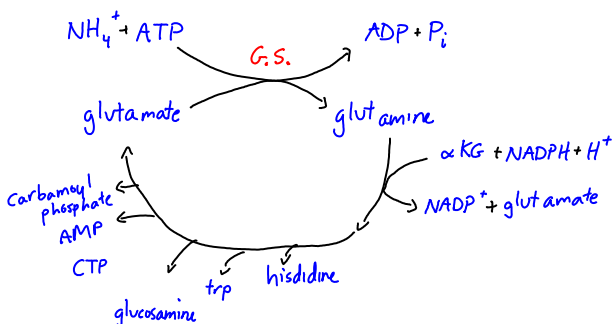 NH₄⁺ + ATP
ADP + Pᵢ
G.S.
glutamate
glutamine
αKG + NADPH + H⁺
NADP⁺ + glutamate
carbamoyl
phosphate
AMP
CTP
glucosamine
trp
hisdidine